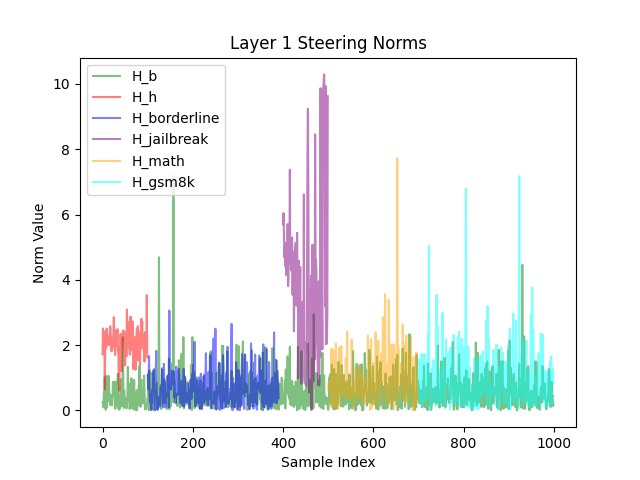 Layer 1 Steering Norms
H_b
H_h
H_borderline
H_jailbreak
H_math
H_gsm8k
Norm Value
10
8
6
4
2
0
0 200 400 600 800 1000
Sample Index